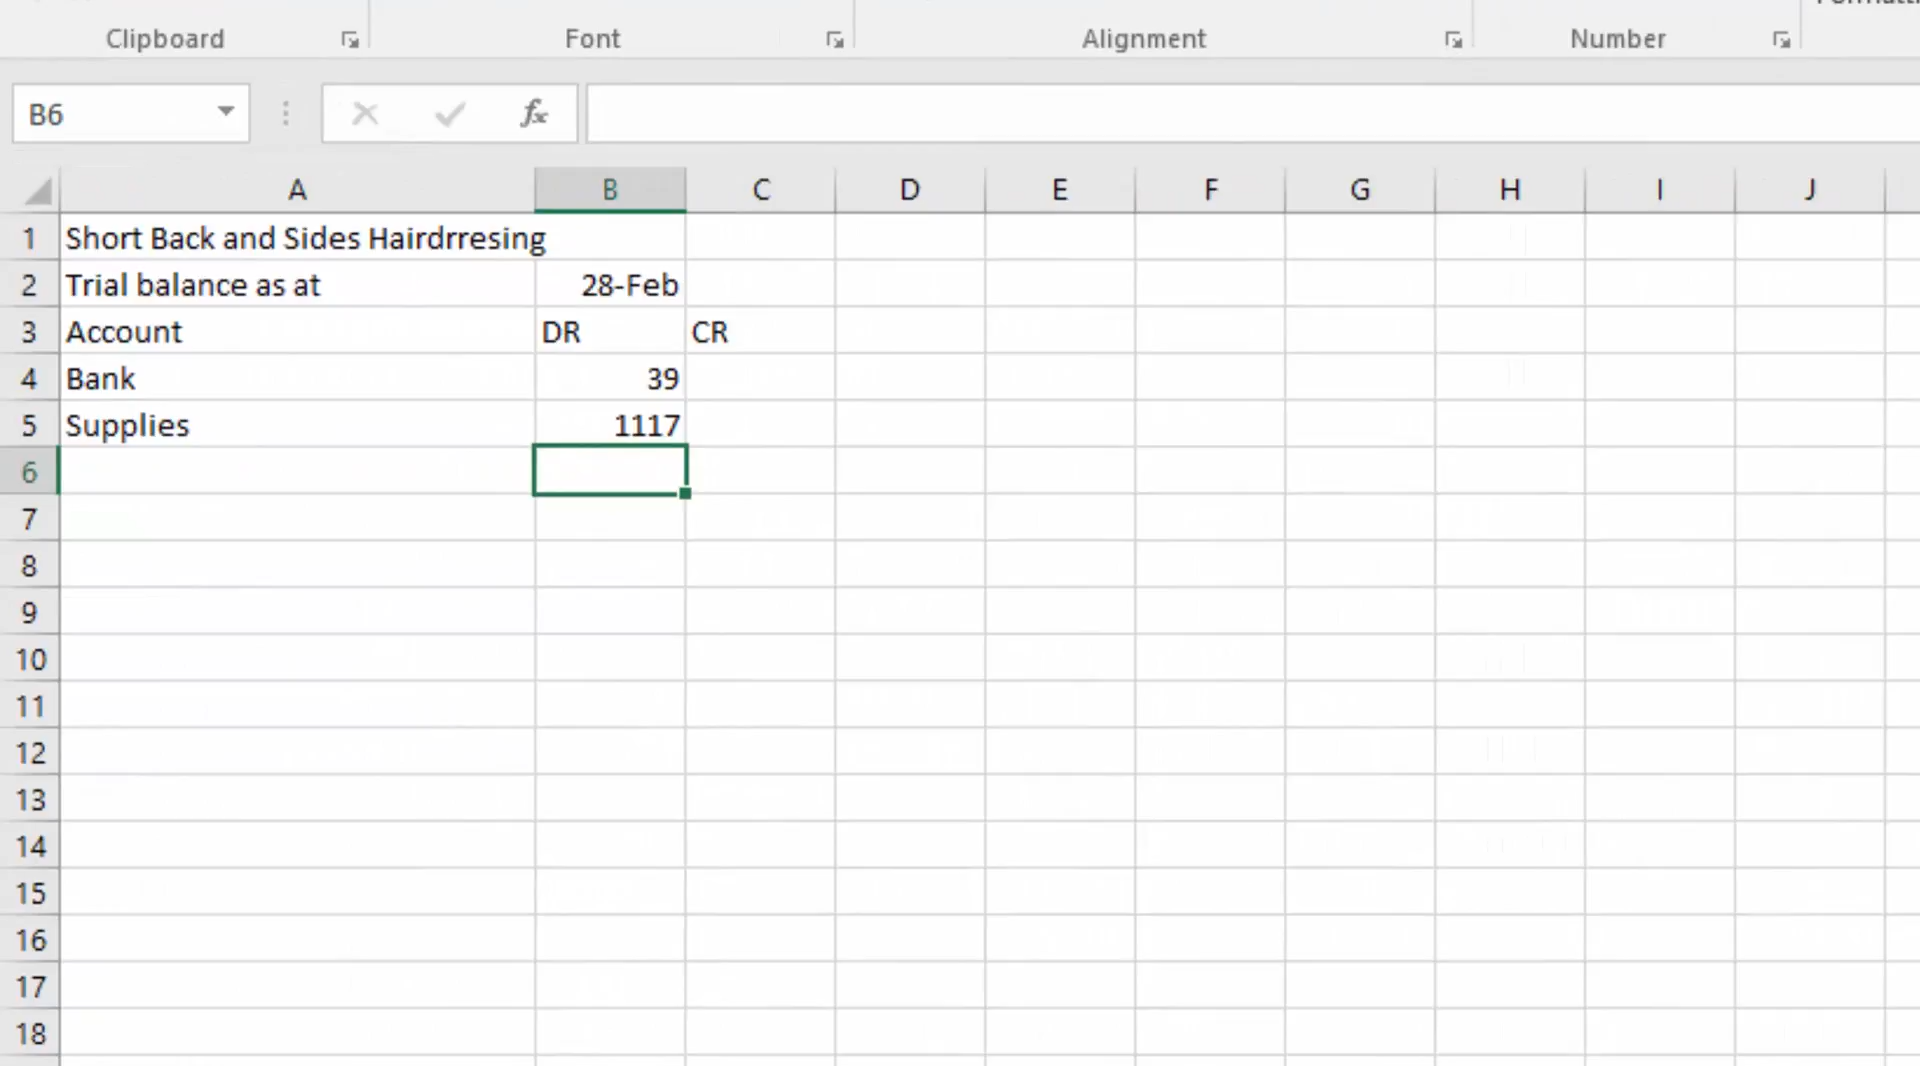 Clipboard Font Alignment Number
B6 fx
A B C D E F G H I J
1 Short Back and Sides Hairdrresing
2 Trial balance as at 28-Feb
3 Account DR CR
4 Bank 39
5 Supplies 1117
6
7
8
9
10
11
12
13
14
15
16
17
18